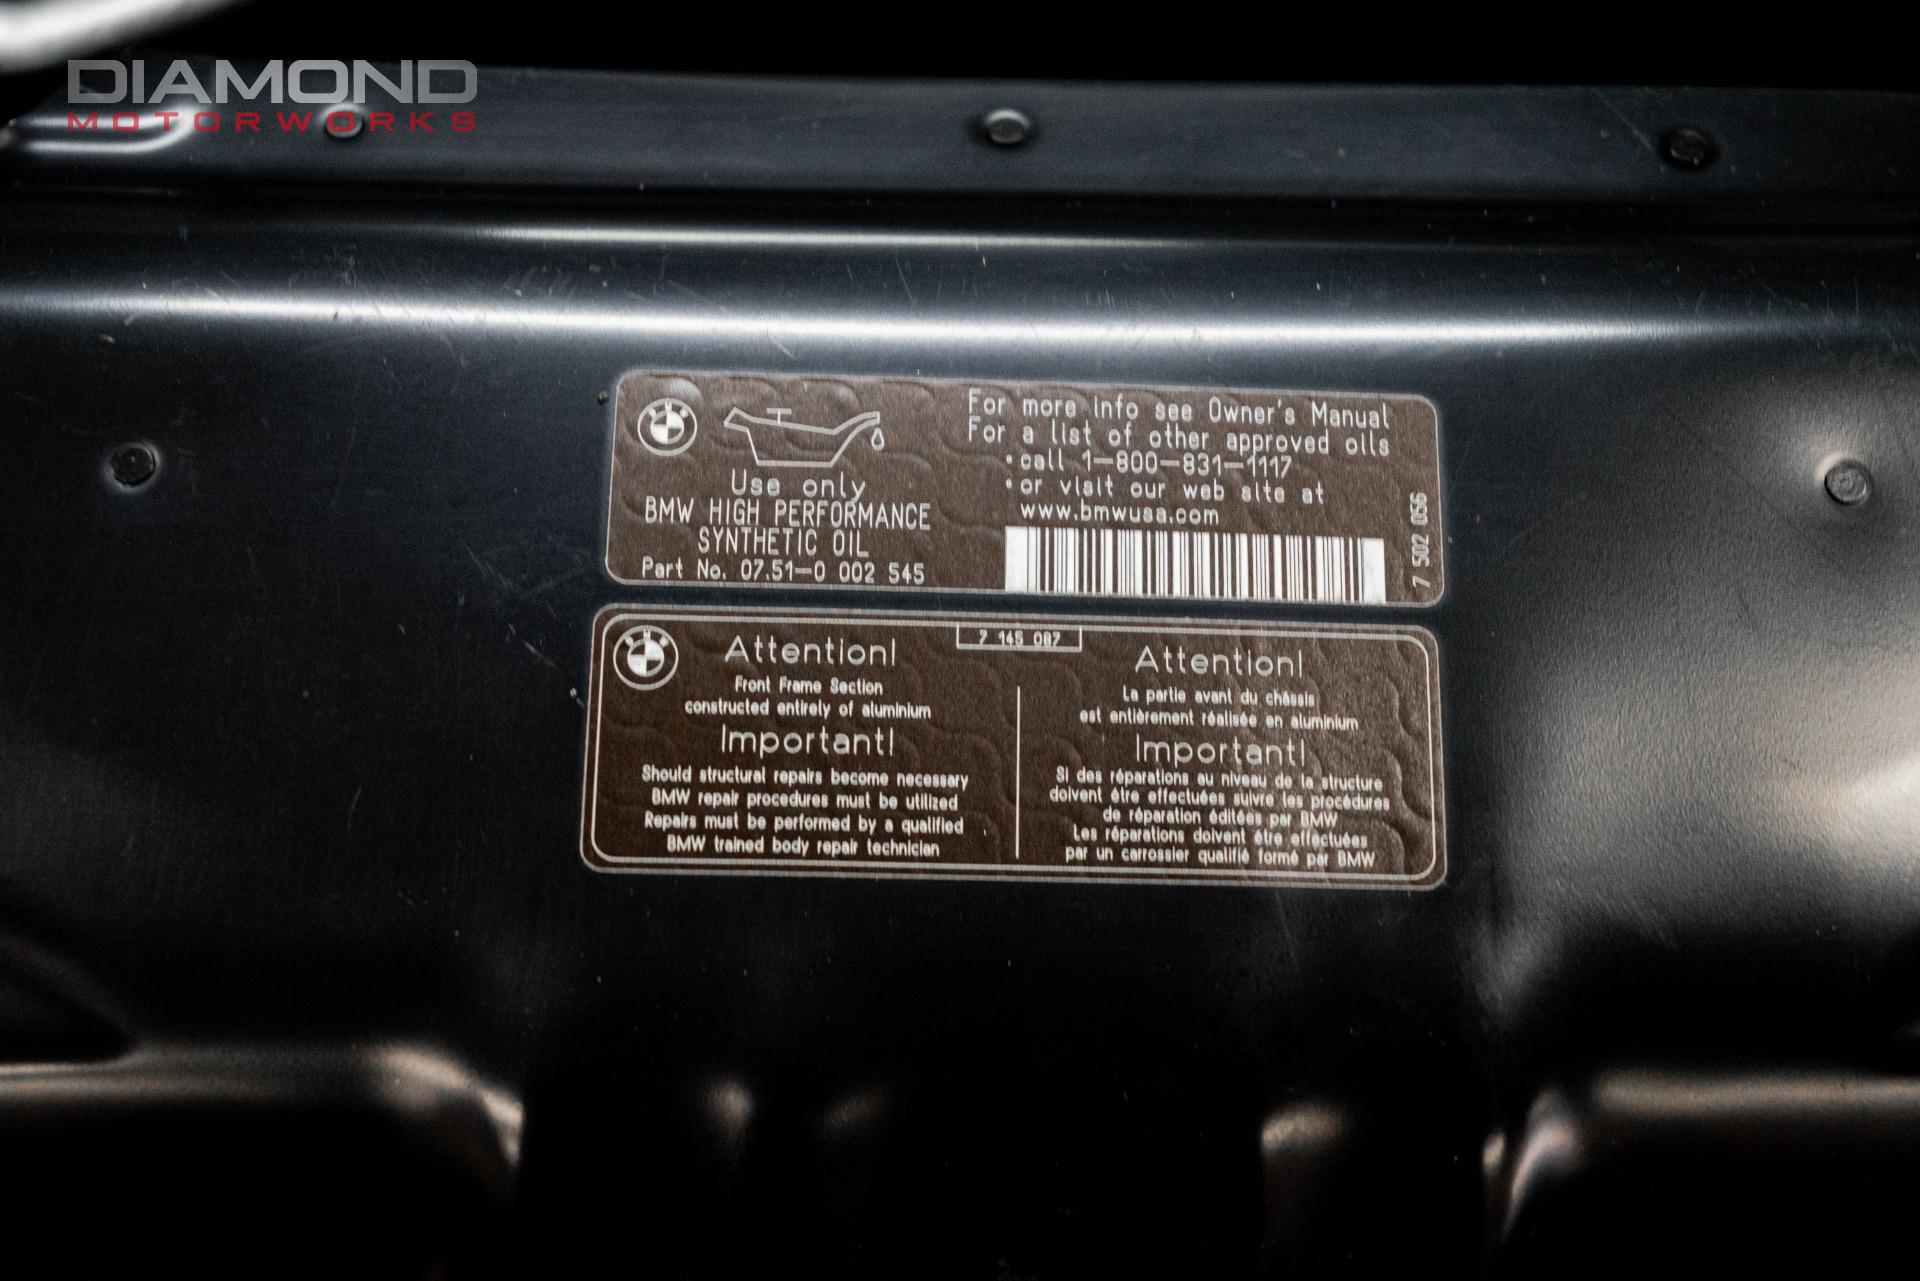 DIAMOND
MOTORWORKS
BMW
Use only
BMW HIGH PERFORMANCE
SYNTHETIC OIL
Part No. 07.51-0 002 545
For more info see Owner's Manual
For a list of other approved oils
• call 1-800-831-1117
• or visit our web site at
www.bmwusa.com
7 502 056
BMW
7 145 087
Attention!
Front Frame Section
constructed entirely of aluminium
Important!
Should structural repairs become necessary
BMW repair procedures must be utilized
Repairs must be performed by a qualified
BMW trained body repair technician
Attention!
La partie avant du châssis
est entièrement réalisée en aluminium
Important!
Si des réparations au niveau de la structure
doivent être effectuées suivre les procédures
de réparation éditées par BMW
Les réparations doivent être effectuées
par un carrossier qualifié formé par BMW